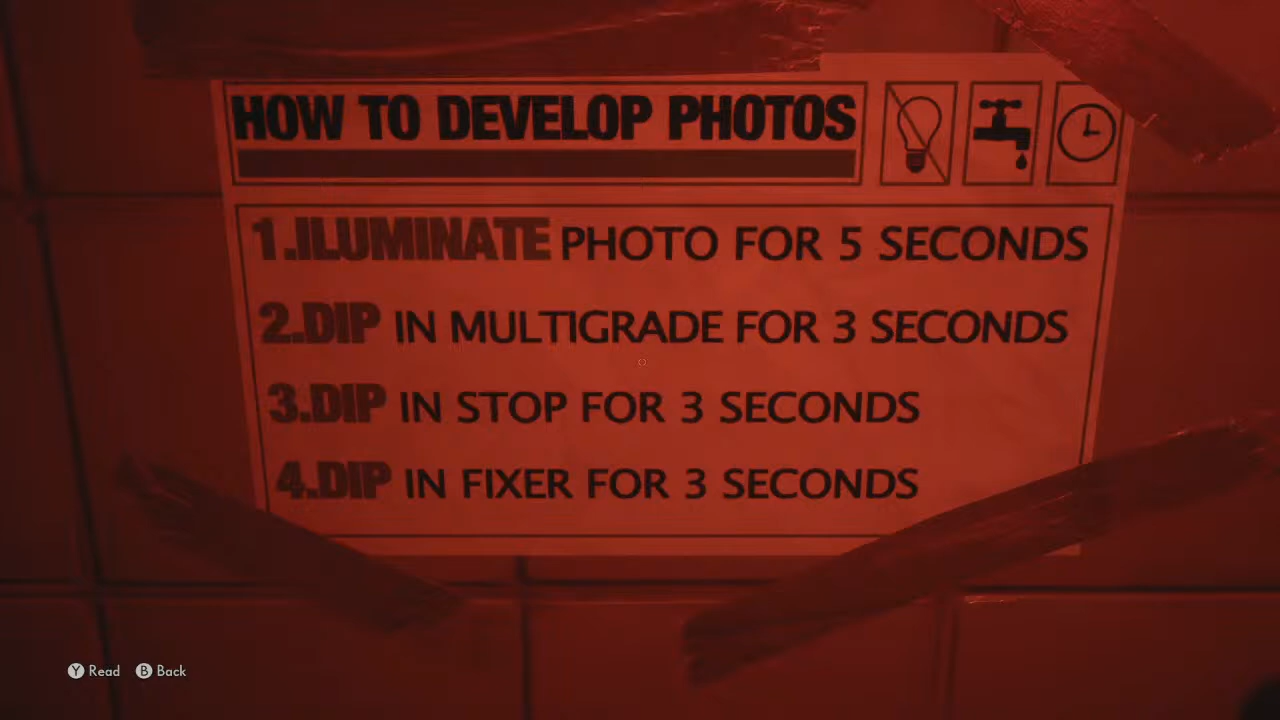 HOW TO DEVELOP PHOTOS
1.ILUMINATE PHOTO FOR 5 SECONDS
2.DIP IN MULTIGRADE FOR 3 SECONDS
3.DIP IN STOP FOR 3 SECONDS
4.DIP IN FIXER FOR 3 SECONDS
Y Read B Back